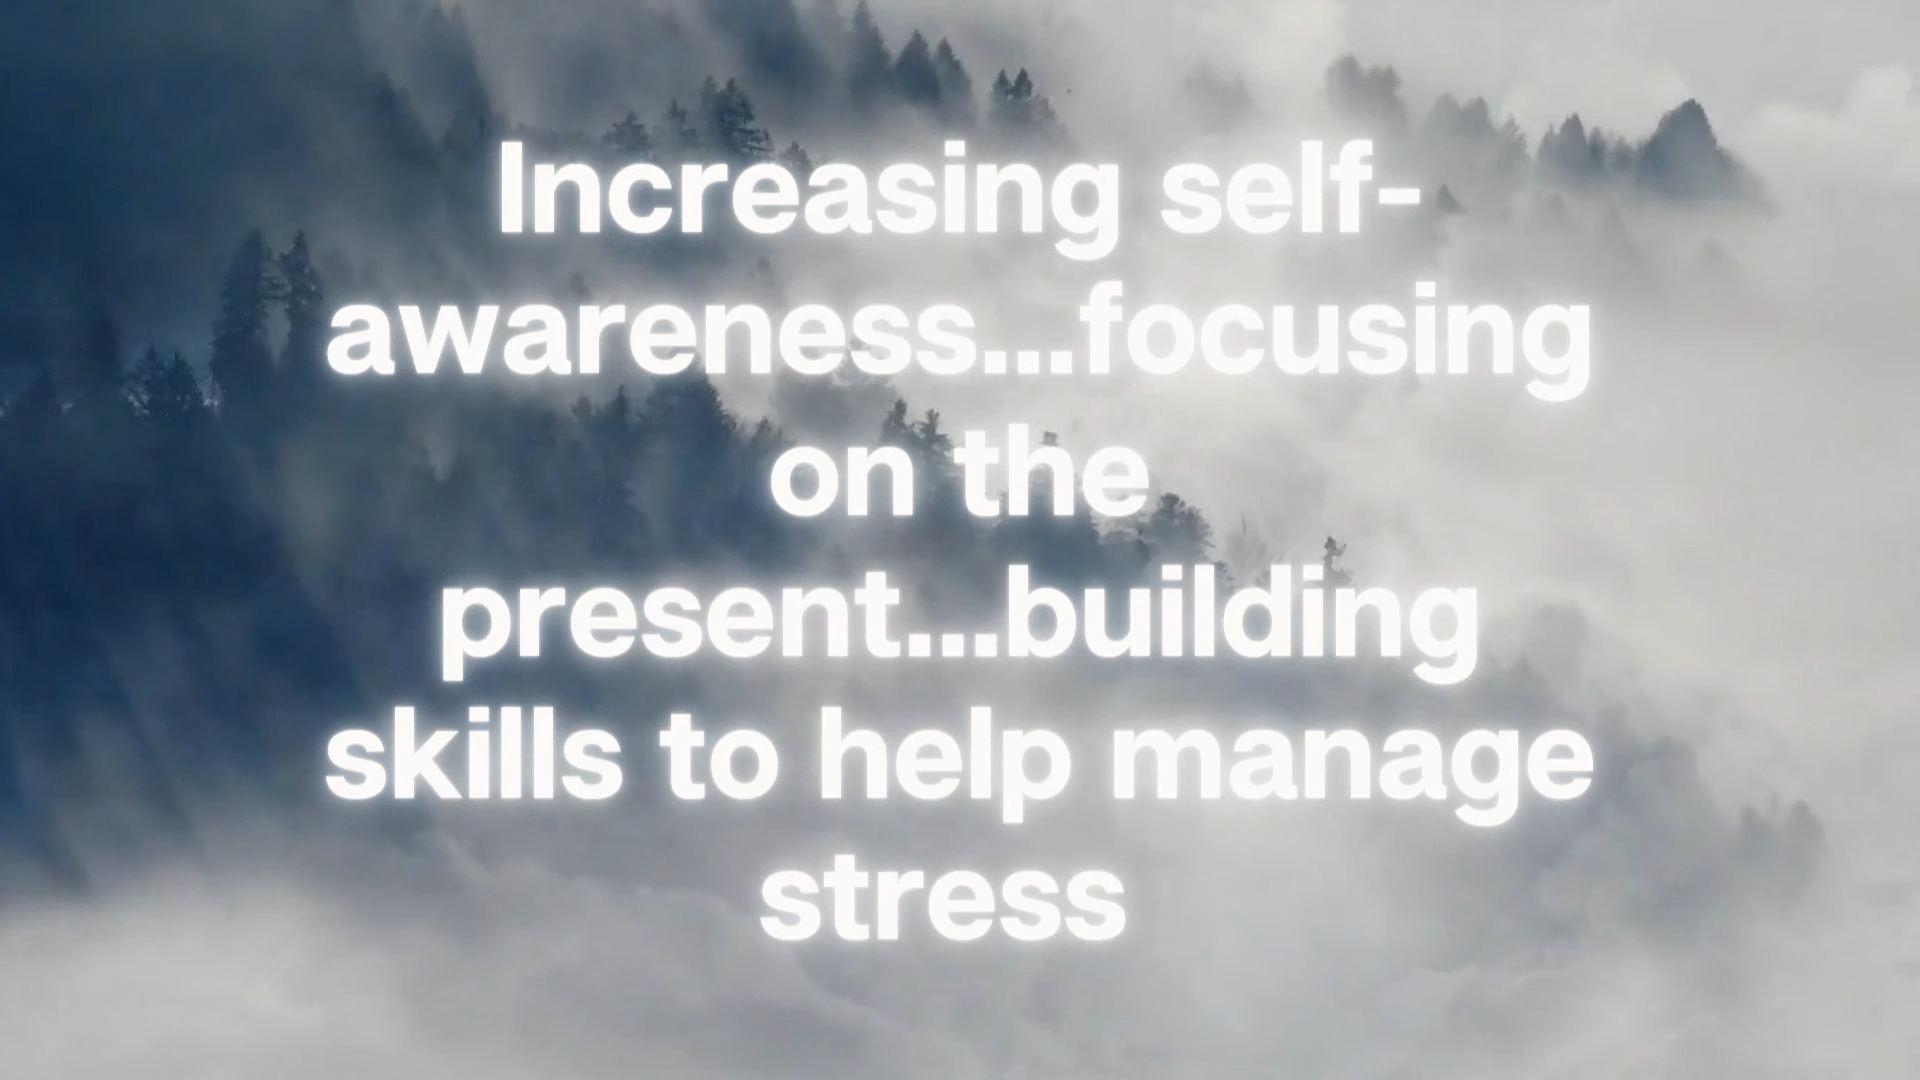 Increasing self-
awareness...focusing
on the
present...building
skills to help manage
stress